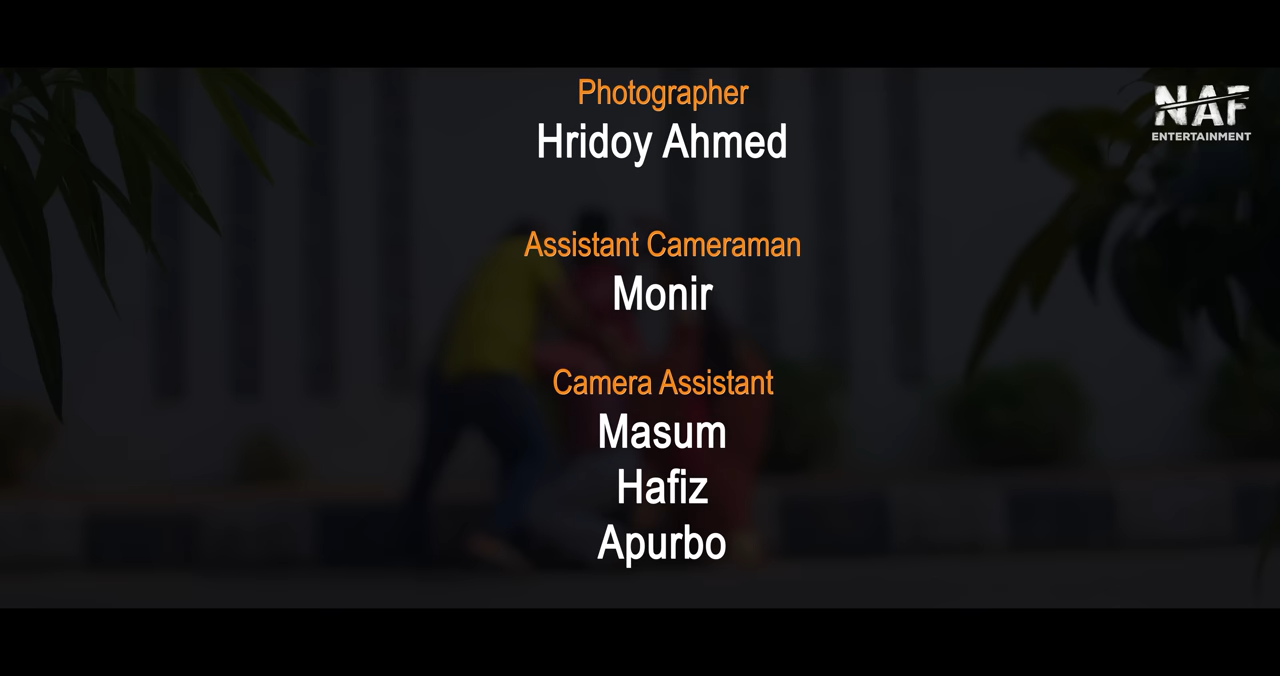 Photographer
Hridoy Ahmed
NAF
ENTERTAINMENT
Assistant Cameraman
Monir
Camera Assistant
Masum
Hafiz
Apurbo